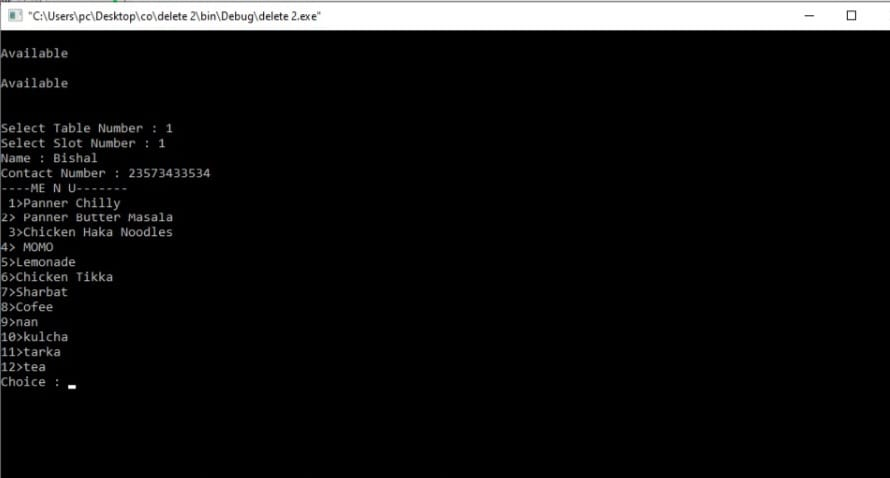 "C:\Users\pc\Desktop\co\delete 2\bin\Debug\delete 2.exe"
Available
Available
Select Table Number : 1
Select Slot Number : 1
Name : Bishal
Contact Number : 23573433534
----ME N U-------
 1>Panner Chilly
2> Panner Butter Masala
 3>Chicken Haka Noodles
4> MOMO
5>Lemonade
6>Chicken Tikka
7>Sharbat
8>Cofee
9>nan
10>kulcha
11>tarka
12>tea
Choice :